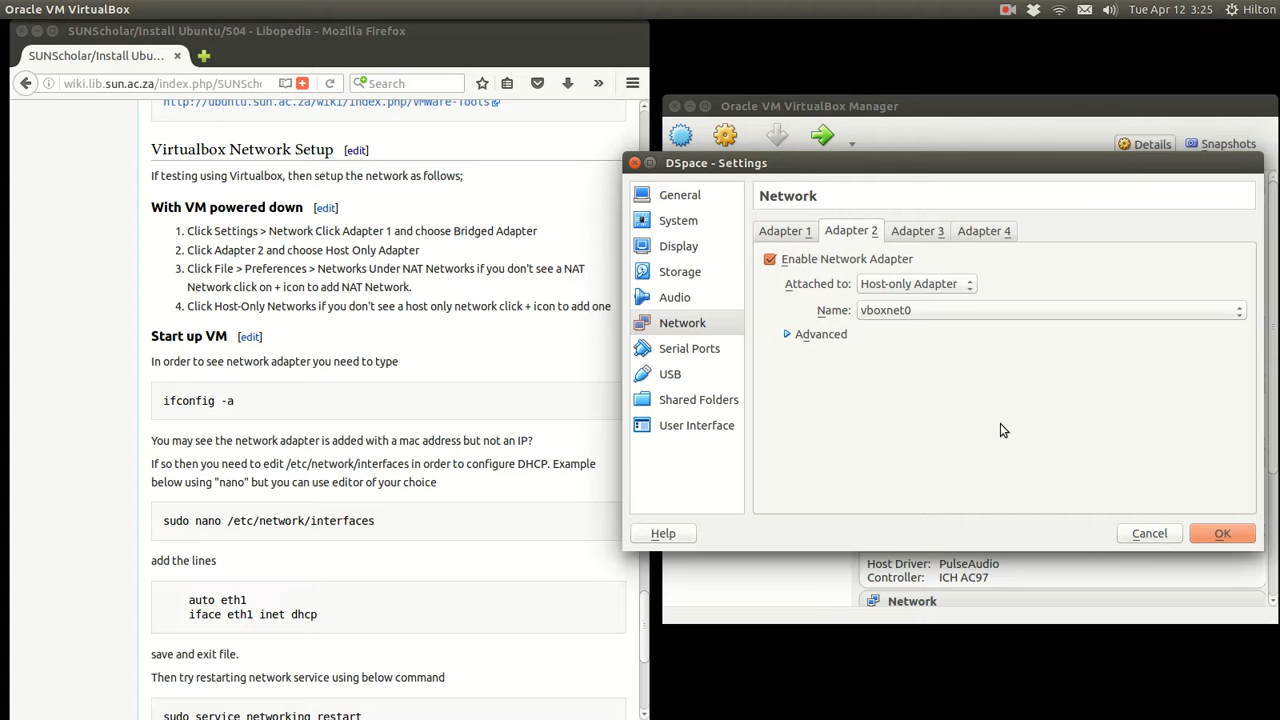 Oracle VM VirtualBox
Tue Apr 12 3:25
Hilton
SUNScholar/Install Ubuntu/S04 - Libopedia - Mozilla Firefox
SUNScholar/Install Ubu...
wiki.lib.sun.ac.za/index.php/SUNSch
Search
http://ubuntu.sun.ac.za/wiki/index.php/VMware-Tools
Virtualbox Network Setup [edit]
If testing using Virtualbox, then setup the network as follows;
With VM powered down [edit]
1. Click Settings > Network Click Adapter 1 and choose Bridged Adapter
2. Click Adapter 2 and choose Host Only Adapter
3. Click File > Preferences > Networks Under NAT Networks if you don't see a NAT
Network click on + icon to add NAT Network.
4. Click Host-Only Networks if you don't see a host only network click + icon to add one
Start up VM [edit]
In order to see network adapter you need to type
ifconfig -a
You may see the network adapter is added with a mac address but not an IP?
If so then you need to edit /etc/network/interfaces in order to configure DHCP. Example
below using "nano" but you can use editor of your choice
sudo nano /etc/network/interfaces
add the lines
auto eth1
iface eth1 inet dhcp
save and exit file.
Then try restarting network service using below command
sudo service networking restart
Oracle VM VirtualBox Manager
Details
Snapshots
DSpace - Settings
General
System
Display
Storage
Audio
Network
Serial Ports
USB
Shared Folders
User Interface
Network
Adapter 1
Adapter 2
Adapter 3
Adapter 4
Enable Network Adapter
Attached to: Host-only Adapter
Name: vboxnet0
Advanced
Help
Cancel
OK
Host Driver: PulseAudio
Controller: ICH AC97
Network